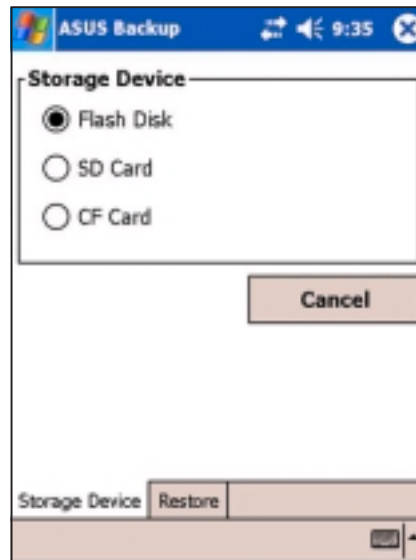 ASUS Backup 9:35
Storage Device
Flash Disk
SD Card
CF Card
Cancel
Storage Device Restore